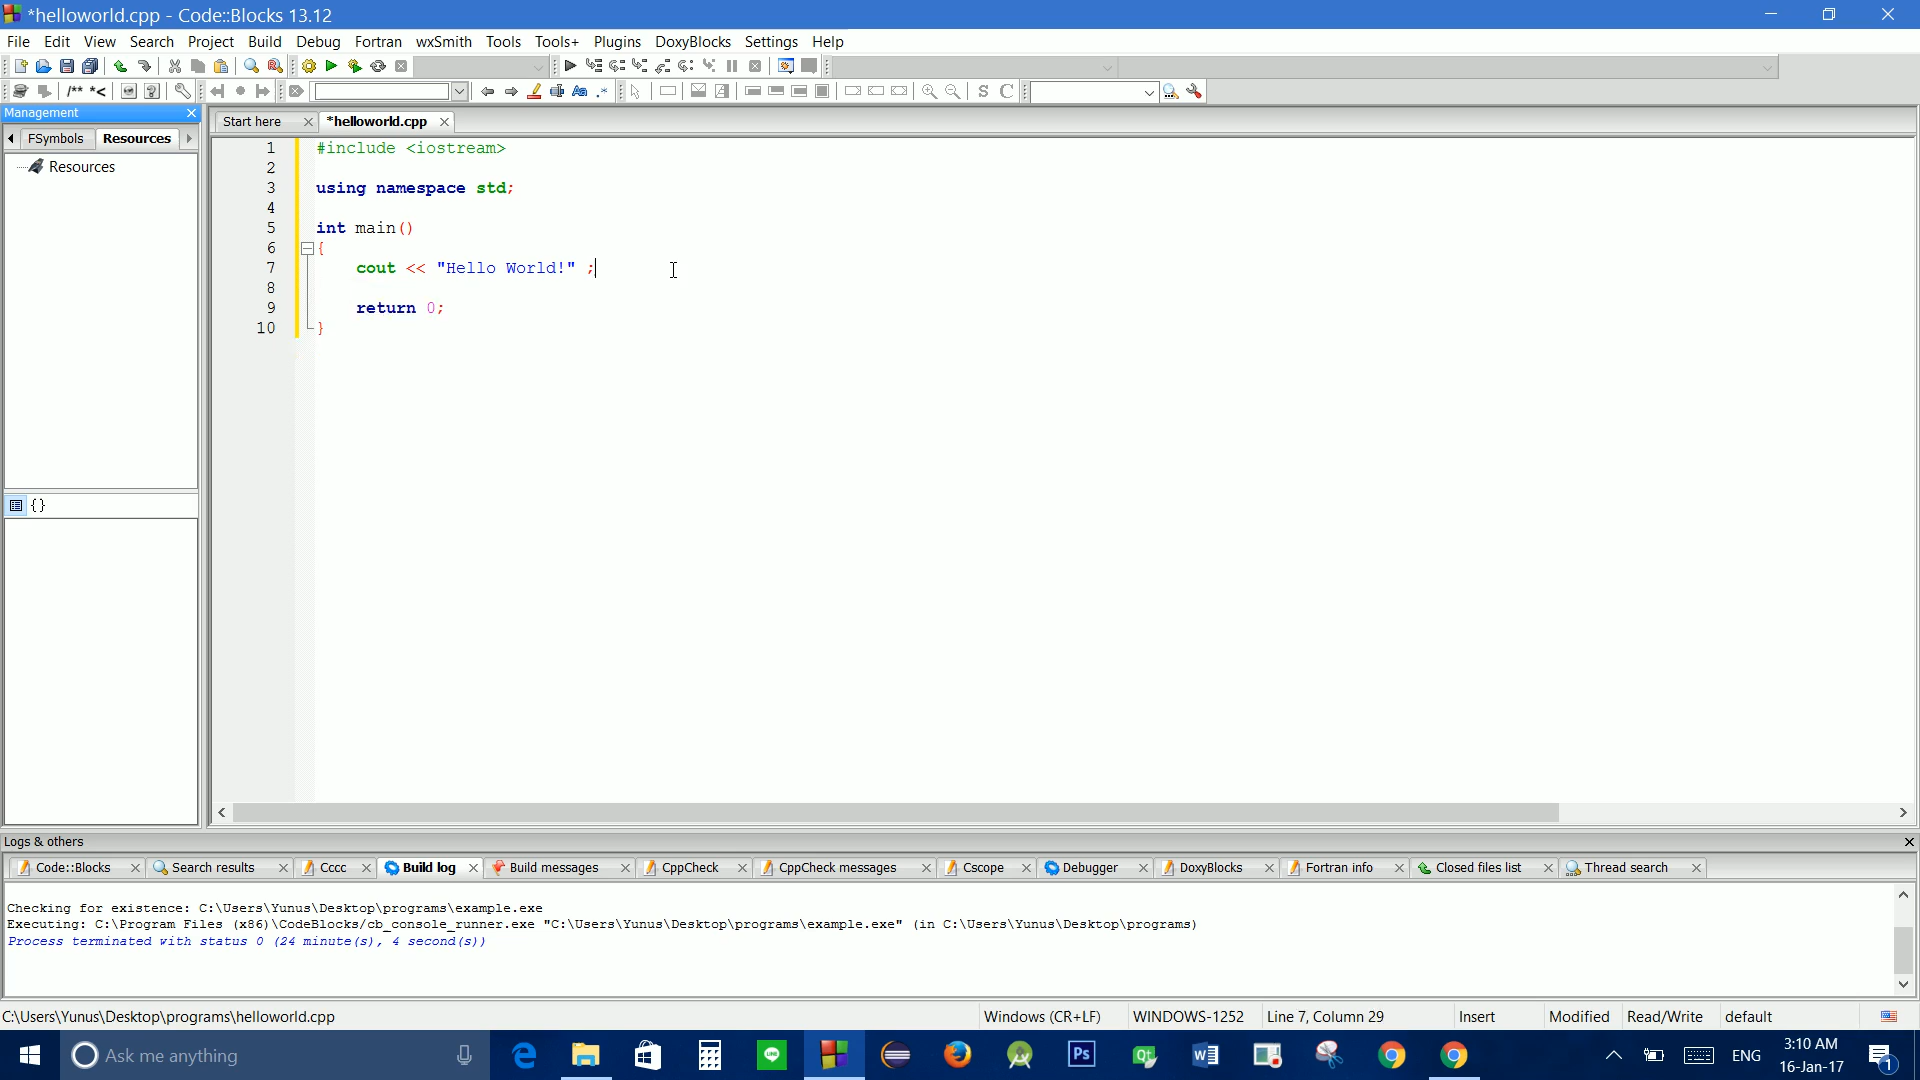 *helloworld.cpp - Code::Blocks 13.12
File Edit View Search Project Build Debug Fortran wxSmith Tools Tools+ Plugins DoxyBlocks Settings Help
/** *<
Aa .* S C
Management
Start here *helloworld.cpp
FSymbols Resources
Resources
1 #include <iostream>
2
3 using namespace std;
4
5 int main()
6 {
7 cout << "Hello World!" ;
8
9 return 0;
10 }
{}
Logs & others
Code::Blocks Search results Cccc Build log Build messages CppCheck CppCheck messages Cscope Debugger DoxyBlocks Fortran info Closed files list Thread search
Checking for existence: C:\Users\Yunus\Desktop\programs\example.exe
Executing: C:\Program Files (x86)\CodeBlocks/cb_console_runner.exe "C:\Users\Yunus\Desktop\programs\example.exe" (in C:\Users\Yunus\Desktop\programs)
Process terminated with status 0 (24 minute(s), 4 second(s))
C:\Users\Yunus\Desktop\programs\helloworld.cpp Windows (CR+LF) WINDOWS-1252 Line 7, Column 29 Insert Modified Read/Write default
Ask me anything LINE Ps Qt W ENG 3:10 AM
16-Jan-17 1